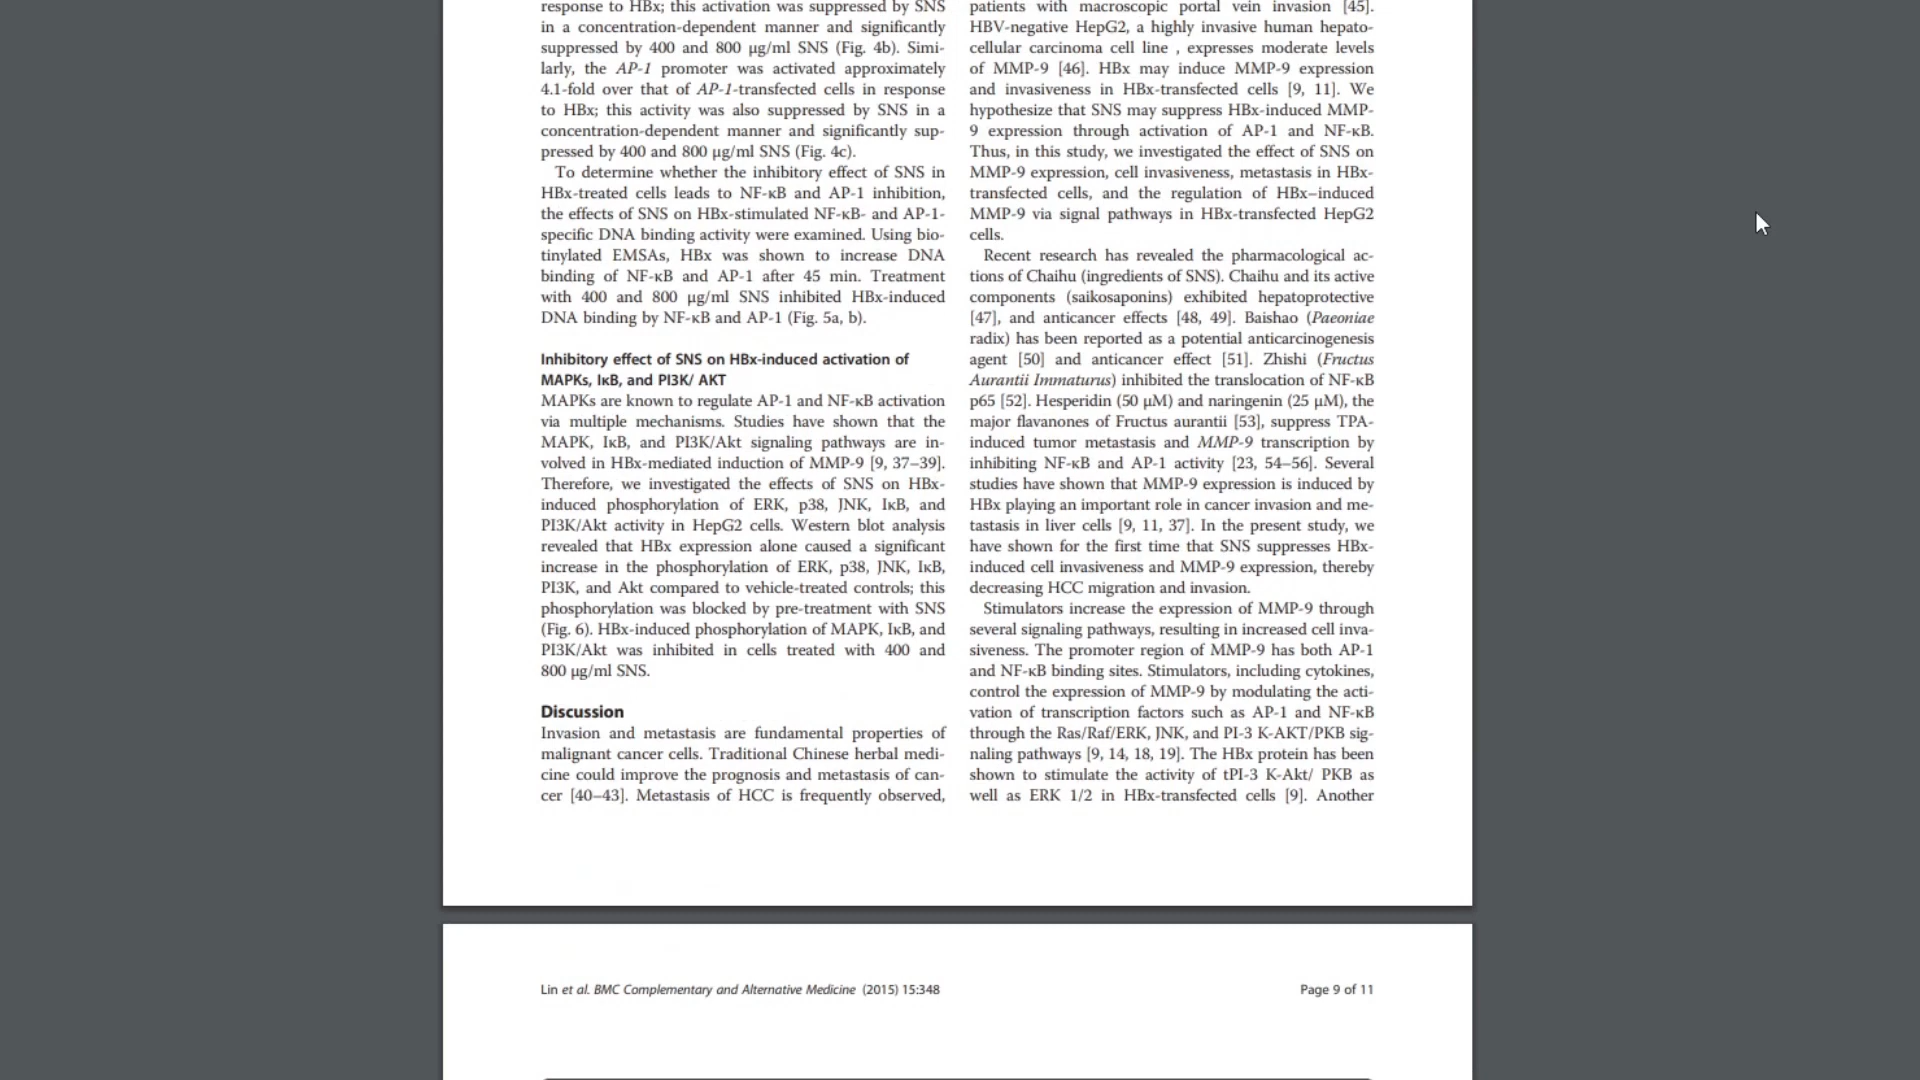 response to HBx; this activation was suppressed by SNS
in a concentration-dependent manner and significantly
suppressed by 400 and 800 μg/ml SNS (Fig. 4b). Simi-
larly, the AP-1 promoter was activated approximately
4.1-fold over that of AP-1-transfected cells in response
to HBx; this activity was also suppressed by SNS in a
concentration-dependent manner and significantly sup-
pressed by 400 and 800 μg/ml SNS (Fig. 4c).
To determine whether the inhibitory effect of SNS in
HBx-treated cells leads to NF-κB and AP-1 inhibition,
the effects of SNS on HBx-stimulated NF-κB- and AP-1-
specific DNA binding activity were examined. Using bio-
tinylated EMSAs, HBx was shown to increase DNA
binding of NF-κB and AP-1 after 45 min. Treatment
with 400 and 800 μg/ml SNS inhibited HBx-induced
DNA binding by NF-κB and AP-1 (Fig. 5a, b).
Inhibitory effect of SNS on HBx-induced activation of
MAPKs, IκB, and PI3K/ AKT
MAPKs are known to regulate AP-1 and NF-κB activation
via multiple mechanisms. Studies have shown that the
MAPK, IκB, and PI3K/Akt signaling pathways are in-
volved in HBx-mediated induction of MMP-9 [9, 37–39].
Therefore, we investigated the effects of SNS on HBx-
induced phosphorylation of ERK, p38, JNK, IκB, and
PI3K/Akt activity in HepG2 cells. Western blot analysis
revealed that HBx expression alone caused a significant
increase in the phosphorylation of ERK, p38, JNK, IκB,
PI3K, and Akt compared to vehicle-treated controls; this
phosphorylation was blocked by pre-treatment with SNS
(Fig. 6). HBx-induced phosphorylation of MAPK, IκB, and
PI3K/Akt was inhibited in cells treated with 400 and
800 μg/ml SNS.
Discussion
Invasion and metastasis are fundamental properties of
malignant cancer cells. Traditional Chinese herbal medi-
cine could improve the prognosis and metastasis of can-
cer [40–43]. Metastasis of HCC is frequently observed,
patients with macroscopic portal vein invasion [45].
HBV-negative HepG2, a highly invasive human hepato-
cellular carcinoma cell line , expresses moderate levels
of MMP-9 [46]. HBx may induce MMP-9 expression
and invasiveness in HBx-transfected cells [9, 11]. We
hypothesize that SNS may suppress HBx-induced MMP-
9 expression through activation of AP-1 and NF-κB.
Thus, in this study, we investigated the effect of SNS on
MMP-9 expression, cell invasiveness, metastasis in HBx-
transfected cells, and the regulation of HBx–induced
MMP-9 via signal pathways in HBx-transfected HepG2
cells.
Recent research has revealed the pharmacological ac-
tions of Chaihu (ingredients of SNS). Chaihu and its active
components (saikosaponins) exhibited hepatoprotective
[47], and anticancer effects [48, 49]. Baishao (Paeoniae
radix) has been reported as a potential anticarcinogenesis
agent [50] and anticancer effect [51]. Zhishi (Fructus
Aurantii Immaturus) inhibited the translocation of NF-κB
p65 [52]. Hesperidin (50 μM) and naringenin (25 μM), the
major flavanones of Fructus aurantii [53], suppress TPA-
induced tumor metastasis and MMP-9 transcription by
inhibiting NF-κB and AP-1 activity [23, 54–56]. Several
studies have shown that MMP-9 expression is induced by
HBx playing an important role in cancer invasion and me-
tastasis in liver cells [9, 11, 37]. In the present study, we
have shown for the first time that SNS suppresses HBx-
induced cell invasiveness and MMP-9 expression, thereby
decreasing HCC migration and invasion.
Stimulators increase the expression of MMP-9 through
several signaling pathways, resulting in increased cell inva-
siveness. The promoter region of MMP-9 has both AP-1
and NF-κB binding sites. Stimulators, including cytokines,
control the expression of MMP-9 by modulating the acti-
vation of transcription factors such as AP-1 and NF-κB
through the Ras/Raf/ERK, JNK, and PI-3 K-AKT/PKB sig-
naling pathways [9, 14, 18, 19]. The HBx protein has been
shown to stimulate the activity of tPI-3 K-Akt/ PKB as
well as ERK 1/2 in HBx-transfected cells [9]. Another
Lin et al. BMC Complementary and Alternative Medicine (2015) 15:348
Page 9 of 11